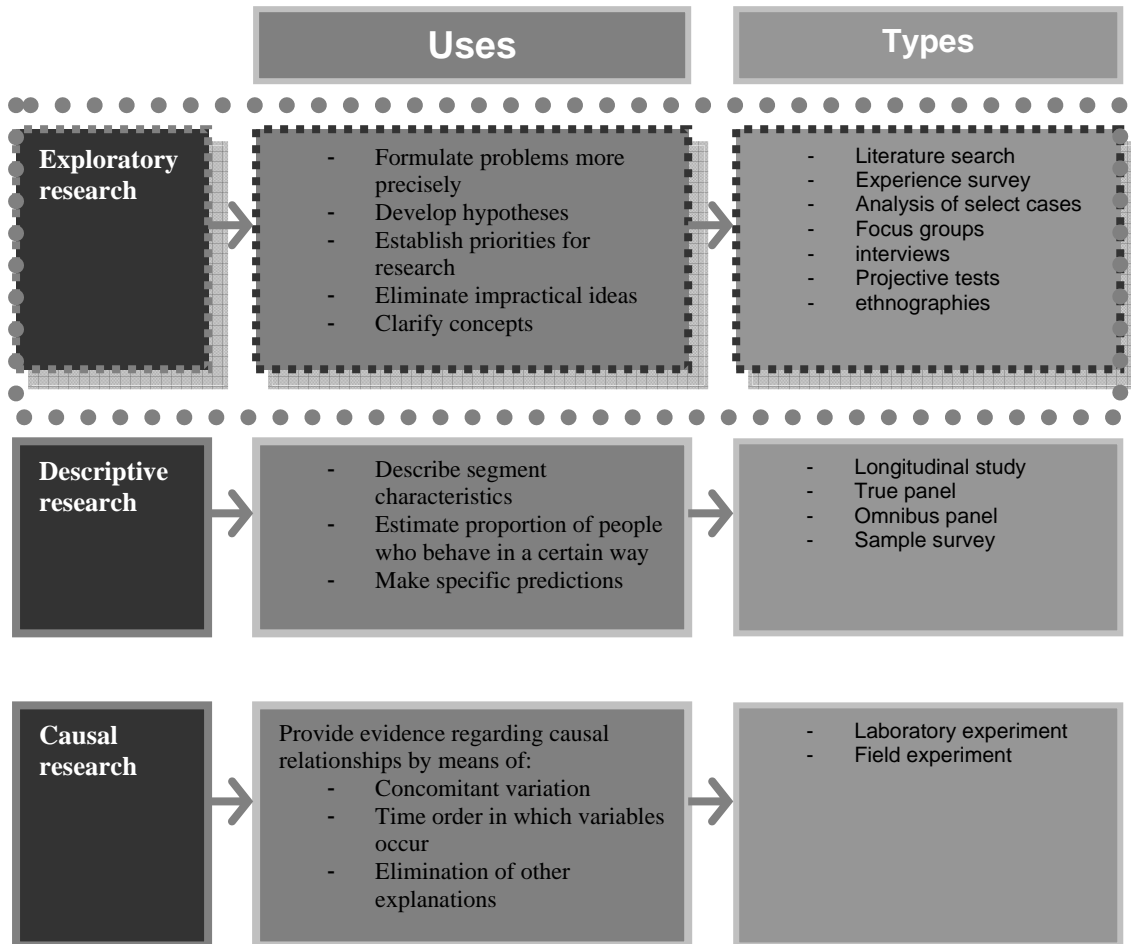 Uses
Types
Exploratory
research
- Formulate problems more
precisely
- Develop hypotheses
- Establish priorities for
research
- Eliminate impractical ideas
- Clarify concepts
- Literature search
- Experience survey
- Analysis of select cases
- Focus groups
- interviews
- Projective tests
- ethnographies
Descriptive
research
- Describe segment
characteristics
- Estimate proportion of people
who behave in a certain way
- Make specific predictions
- Longitudinal study
- True panel
- Omnibus panel
- Sample survey
Causal
research
Provide evidence regarding causal
relationships by means of:
- Concomitant variation
- Time order in which variables
occur
- Elimination of other
explanations
- Laboratory experiment
- Field experiment